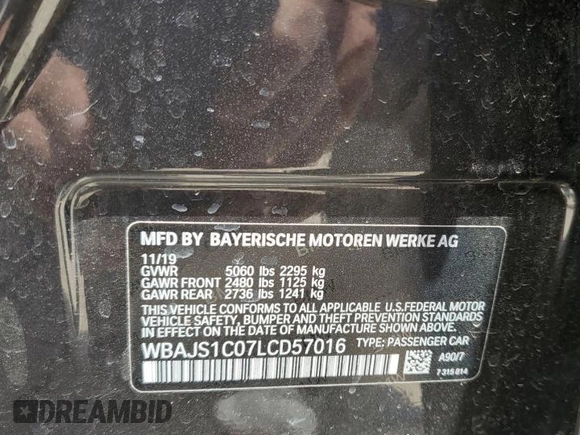 MFD BY BAYERISCHE MOTOREN WERKE AG
11/19
GVWR 5060 lbs 2295 kg
GAWR FRONT 2480 lbs 1125 kg
GAWR REAR 2736 lbs 1241 kg
THIS VEHICLE CONFORMS TO ALL APPLICABLE U.S.FEDERAL MOTOR
VEHICLE SAFETY, BUMPER AND THEFT PREVENTION STANDARDS
IN EFFECT ON THE DATE OF MANUFACTURE SHOWN ABOVE.
WBAJS1C07LCD57016 TYPE: PASSENGER CAR
A90/7
7 315 814
DREAMBID